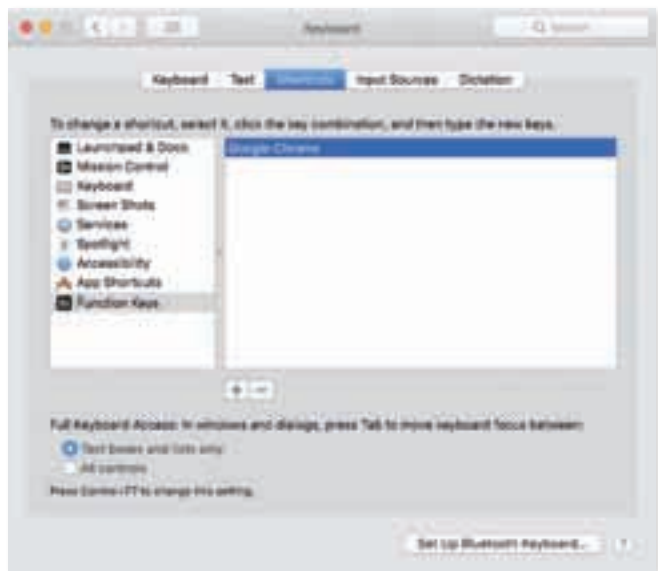 Keyboard
Search
Keyboard Text Shortcuts Input Sources Dictation
To change a shortcut, select it, click the key combination, and then type the new keys.
Launchpad & Dock
Mission Control
Keyboard
Screen Shots
Services
Spotlight
Accessibility
App Shortcuts
Function Keys
Google Chrome
+ −
Full Keyboard Access: In windows and dialogs, press Tab to move keyboard focus between:
Text boxes and lists only
All controls
Press Control+F7 to change this setting.
Set Up Bluetooth Keyboard...
?